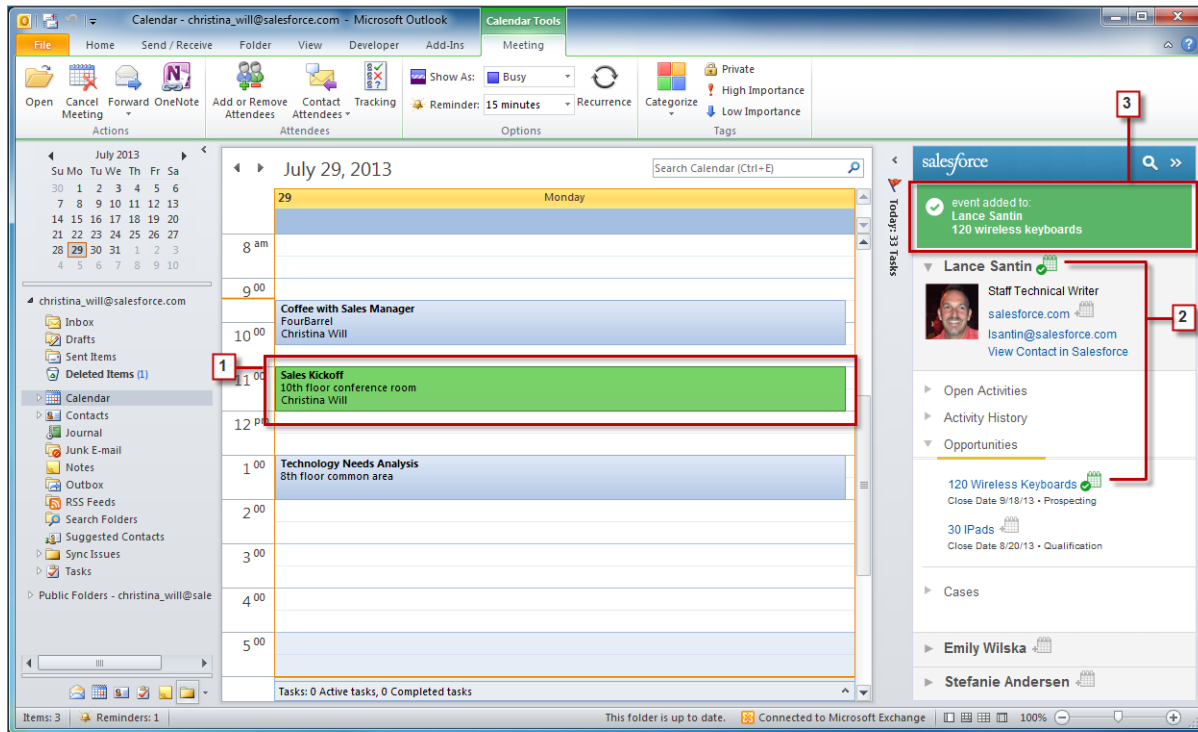 Calendar - christina_will@salesforce.com - Microsoft Outlook
Calendar Tools
File Home Send / Receive Folder View Developer Add-Ins Meeting
Open
Cancel Meeting
Forward
OneNote
Actions
Add or Remove Attendees
Contact Attendees
Tracking
Attendees
Show As: Busy
Reminder: 15 minutes
Recurrence
Options
Categorize
Private
High Importance
Low Importance
Tags
July 2013
Su Mo Tu We Th Fr Sa
30 1 2 3 4 5 6
7 8 9 10 11 12 13
14 15 16 17 18 19 20
21 22 23 24 25 26 27
28 29 30 31 1 2 3
4 5 6 7 8 9 10
christina_will@salesforce.com
Inbox
Drafts
Sent Items
Deleted Items (1)
Calendar
Contacts
Journal
Junk E-mail
Notes
Outbox
RSS Feeds
Search Folders
Suggested Contacts
Sync Issues
Tasks
Public Folders - christina_will@sale
July 29, 2013
Search Calendar (Ctrl+E)
29 Monday
8 am
9 00
Coffee with Sales Manager
FourBarrel
10 00
Christina Will
1
11 00
Sales Kickoff
10th floor conference room
Christina Will
12 pm
1 00
Technology Needs Analysis
8th floor common area
2 00
3 00
4 00
5 00
Tasks: 0 Active tasks, 0 Completed tasks
Today: 33 Tasks
3
salesforce
event added to:
Lance Santin
120 wireless keyboards
Lance Santin
Staff Technical Writer
salesforce.com
lsantin@salesforce.com
View Contact in Salesforce
2
Open Activities
Activity History
Opportunities
120 Wireless Keyboards
Close Date 9/18/13 • Prospecting
30 IPads
Close Date 8/20/13 • Qualification
Cases
Emily Wilska
Stefanie Andersen
Items: 3 Reminders: 1
This folder is up to date. Connected to Microsoft Exchange 100%